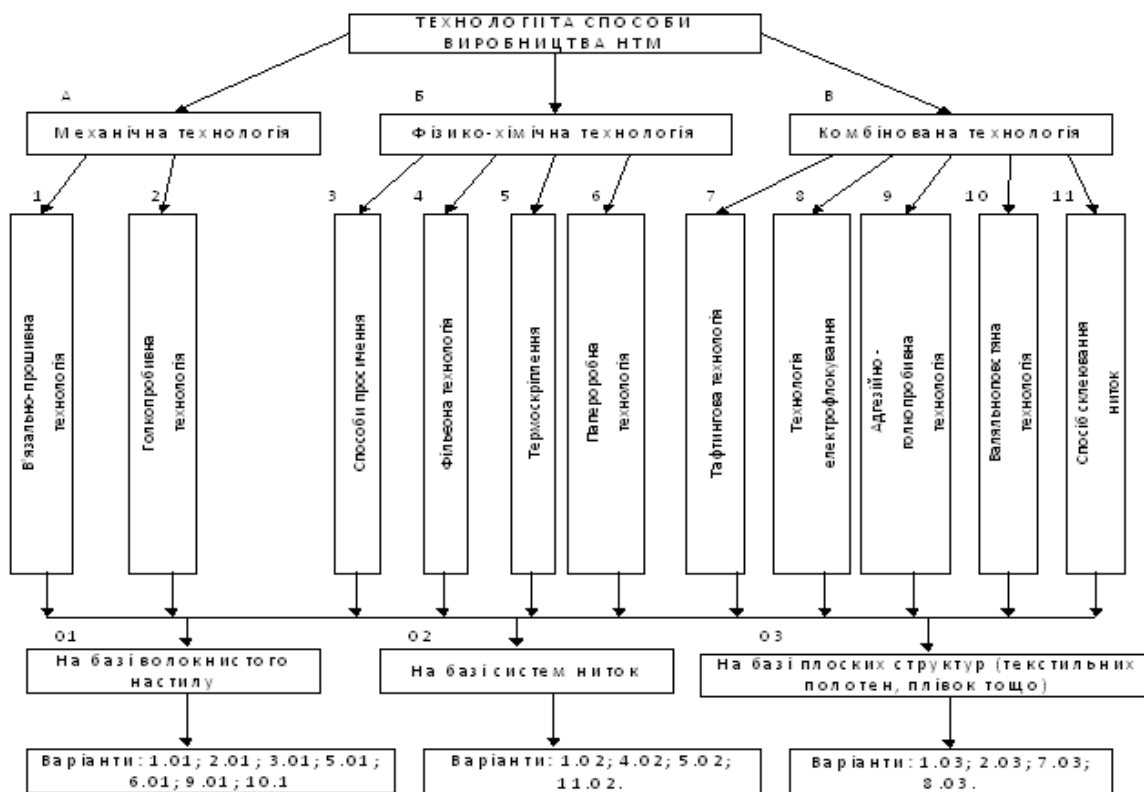 ТЕХНОЛОГІІТА СПОСОБИ
ВИРОБНИЦТВА НТМ
А
Б
В
Механічна технологія
Фізико-хімічна технологія
Комбінована технологія
1
2
3
4
5
6
7
8
9
10
11
В'язально-прошивна
технологія
Голкопробивна
технологія
Способи просичення
Фільєона технологія
Термоскріплення
Папероробна
технологія
Тафтингова технологія
Технологія
електрофлокування
Адгезійно-
голкопробивна
технологія
Валяльноповстяна
технологія
Спосіб склеювання
ниток
01
02
03
На базі волокнистого
настилу
На базі систем ниток
На базі плоских структур (текстильних
полотен, плівок тощо)
Варіанти: 1.01; 2.01; 3.01; 5.01;
6.01; 9.01; 10.1
Варіанти: 1.02; 4.02; 5.02;
11.02.
Варіанти: 1.03; 2.03; 7.03;
8.03.